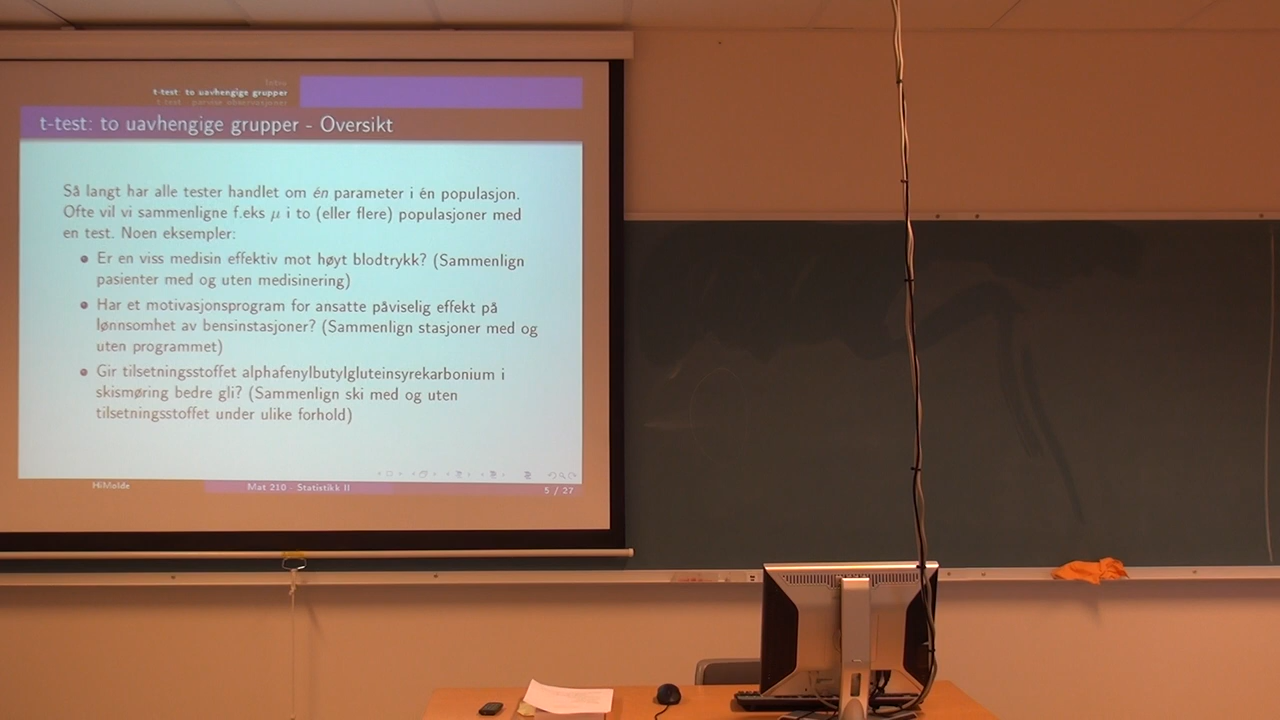 Intro
t-test: to uavhengige grupper
t-test - parvise observasjoner
t-test: to uavhengige grupper - Oversikt
Så langt har alle tester handlet om én parameter i én populasjon.
Ofte vil vi sammenligne f.eks μ i to (eller flere) populasjoner med
en test. Noen eksempler:
Er en viss medisin effektiv mot høyt blodtrykk? (Sammenlign
pasienter med og uten medisinering)
Har et motivasjonsprogram for ansatte påviselig effekt på
lønnsomhet av bensinstasjoner? (Sammenlign stasjoner med og
uten programmet)
Gir tilsetningsstoffet alphafenylbutylgluteinsyrekarbonium i
skismøring bedre gli? (Sammenlign ski med og uten
tilsetningsstoffet under ulike forhold)
HiMolde
Mat 210 - Statistikk II
5 / 27